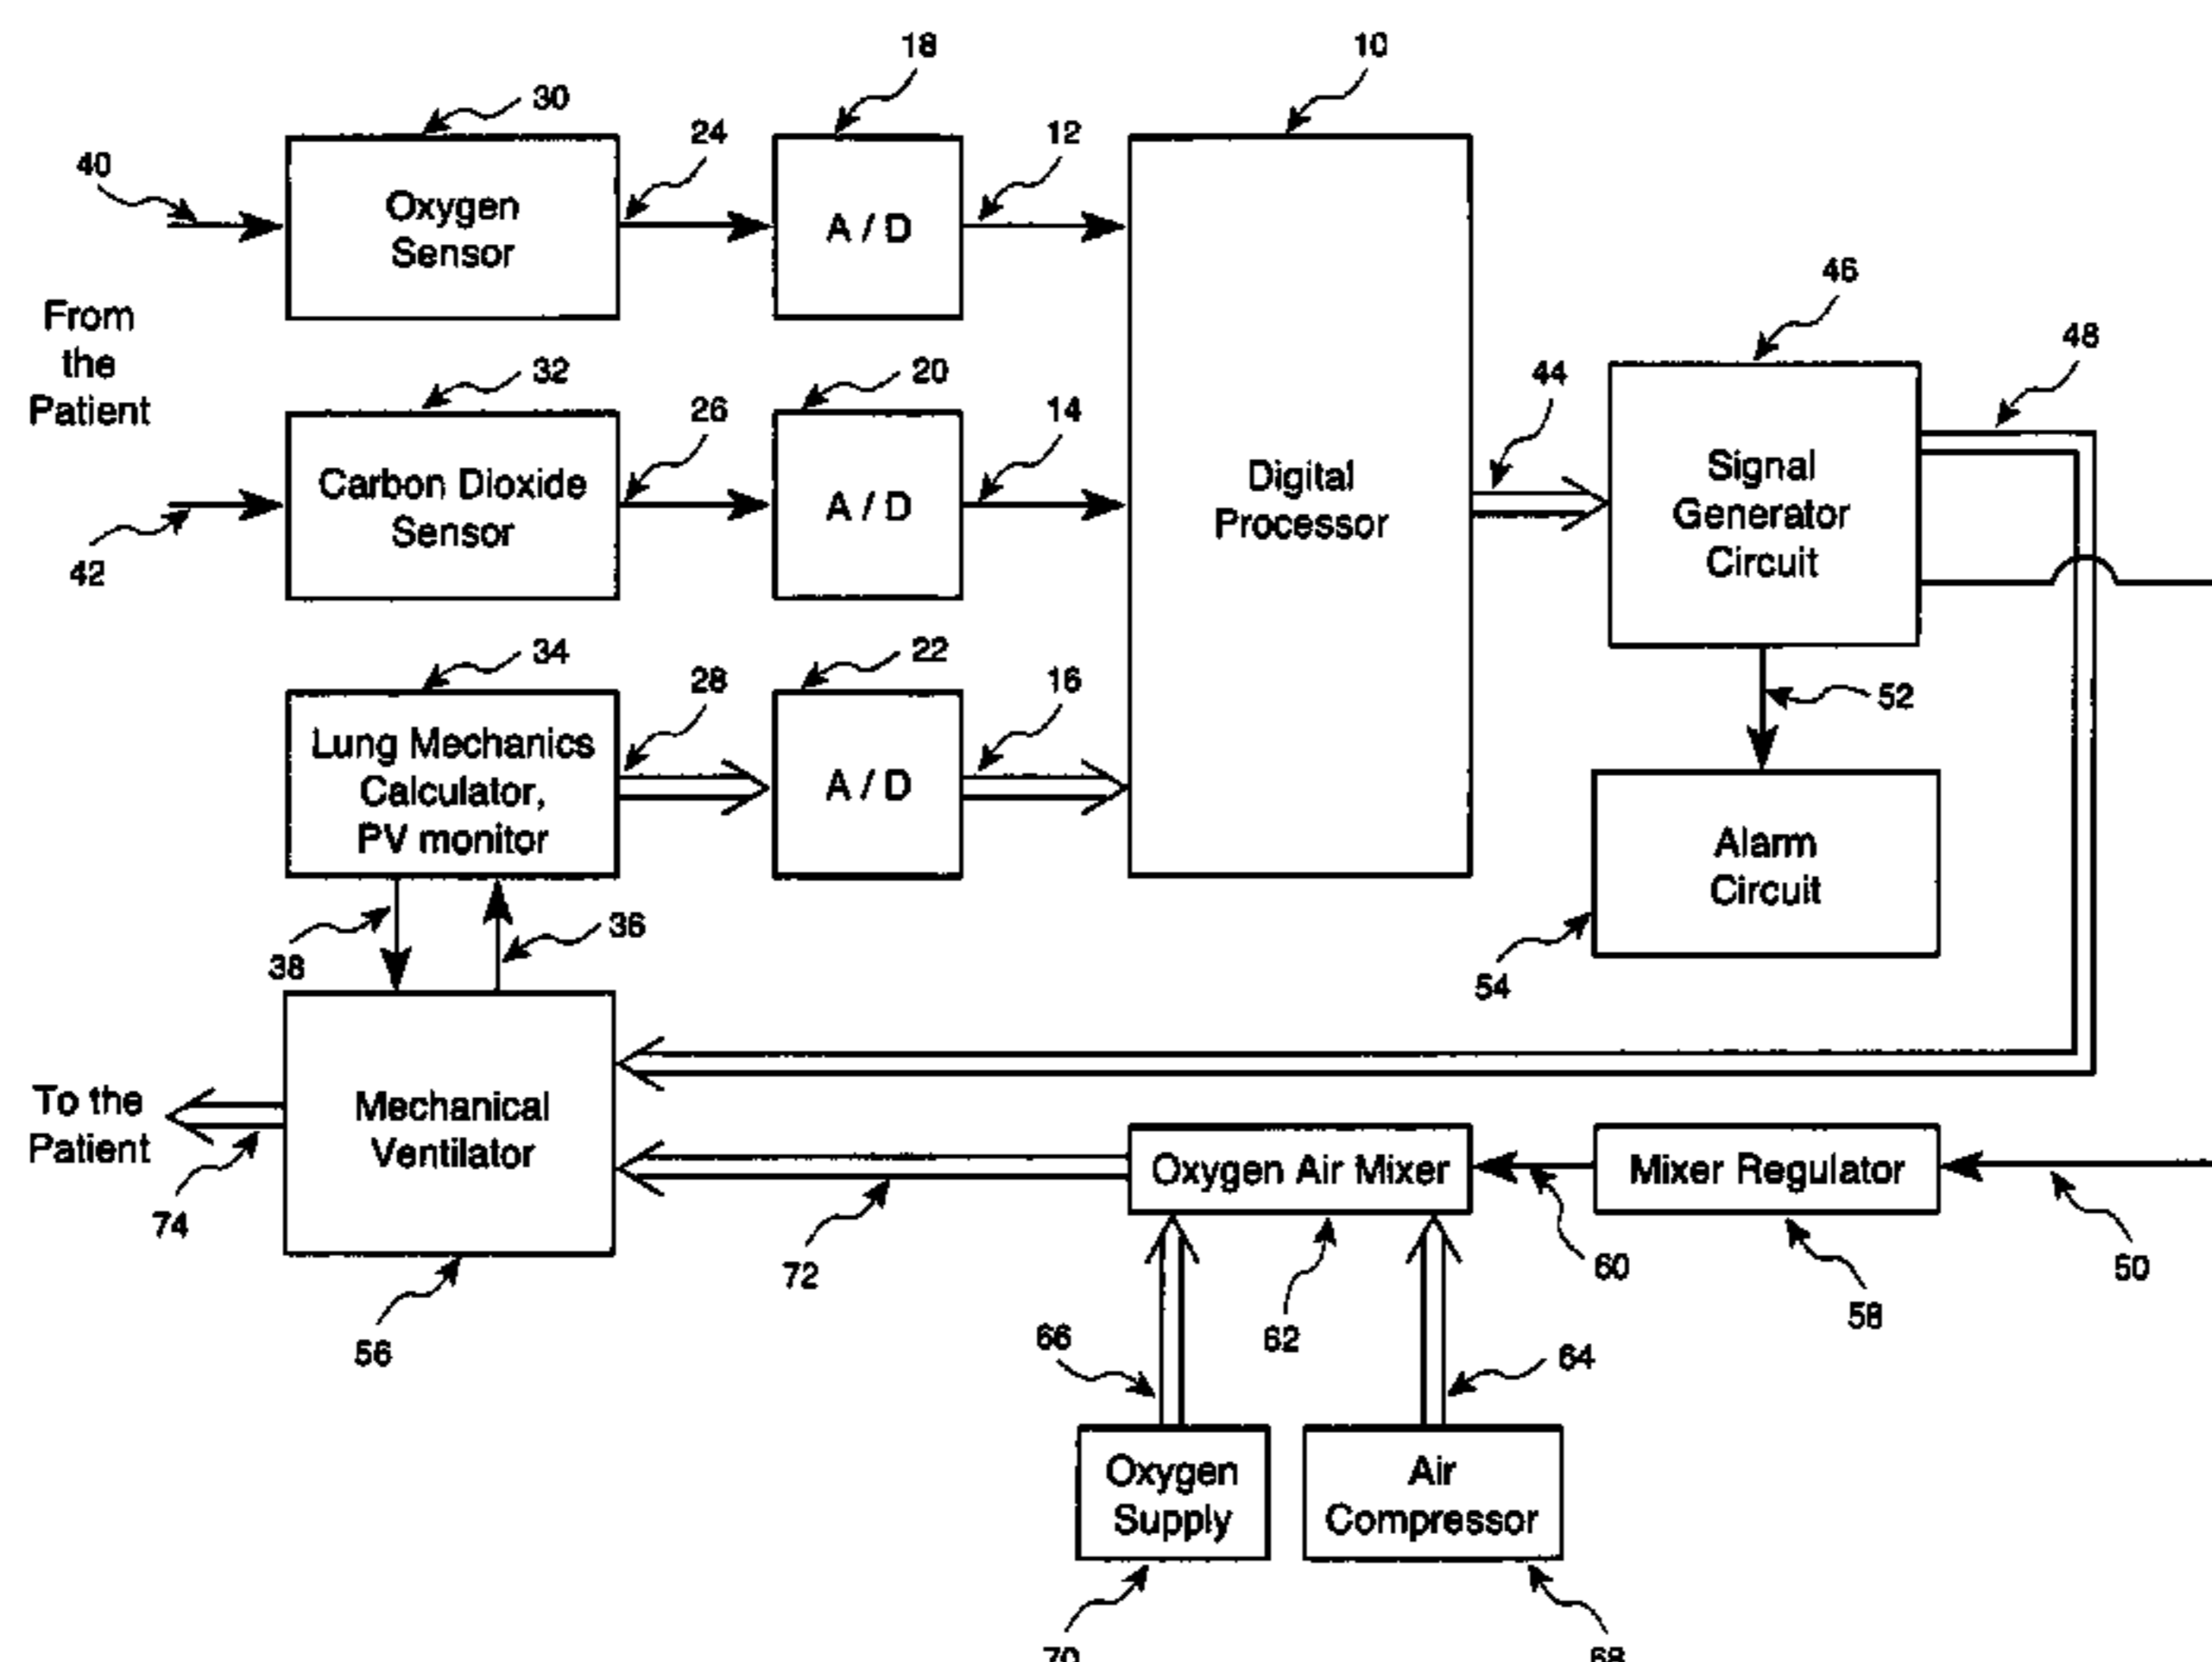 18
10
30
24
12
40
Oxygen
Sensor
A / D
46
From
the
Patient
48
32
20
44
26
14
Carbon Dioxide
Sensor
A / D
Digital
Processor
Signal
Generator
Circuit
42
34
22
28
16
52
Lung Mechanics
Calculator,
PV monitor
A / D
Alarm
Circuit
36
38
54
To the
Patient
Mechanical
Ventilator
Oxygen Air Mixer
Mixer Regulator
74
72
60
50
58
56
66
62
64
Oxygen
Supply
Air
Compressor
70
68